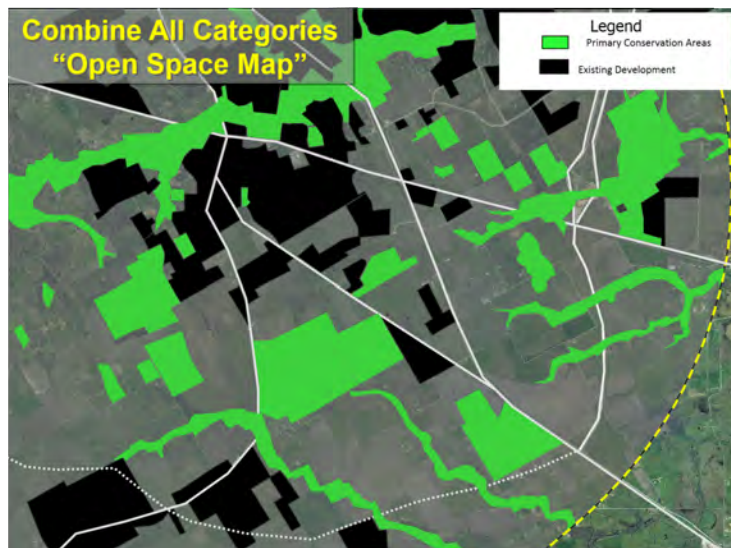 Combine All Categories
“Open Space Map”
Legend
Primary Conservation Areas
Existing Development